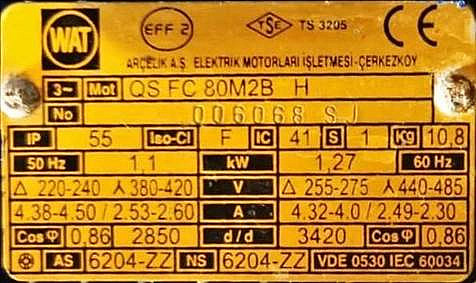 WAT EFF 2 TSE TS 3205 CE
ARÇELİK A.Ş. ELEKTRİK MOTORLARI İŞLETMESİ-ÇERKEZKÖY
3~ Mot QS FC 80M2B H
No 006068 SJ
IP 55 Iso-Cl F IC 41 S 1 Kg 10,8
50 Hz 1,1 kW 1,27 60 Hz
△ 220-240 ⅄ 380-420 V △ 255-275 ⅄ 440-485
4.38-4.50 / 2.53-2.60 A 4.32-4.0 / 2.49-2.30
Cos φ 0,86 2850 d/d 3420 Cos φ 0,86
AS 6204-ZZ NS 6204-ZZ VDE 0530 IEC 60034